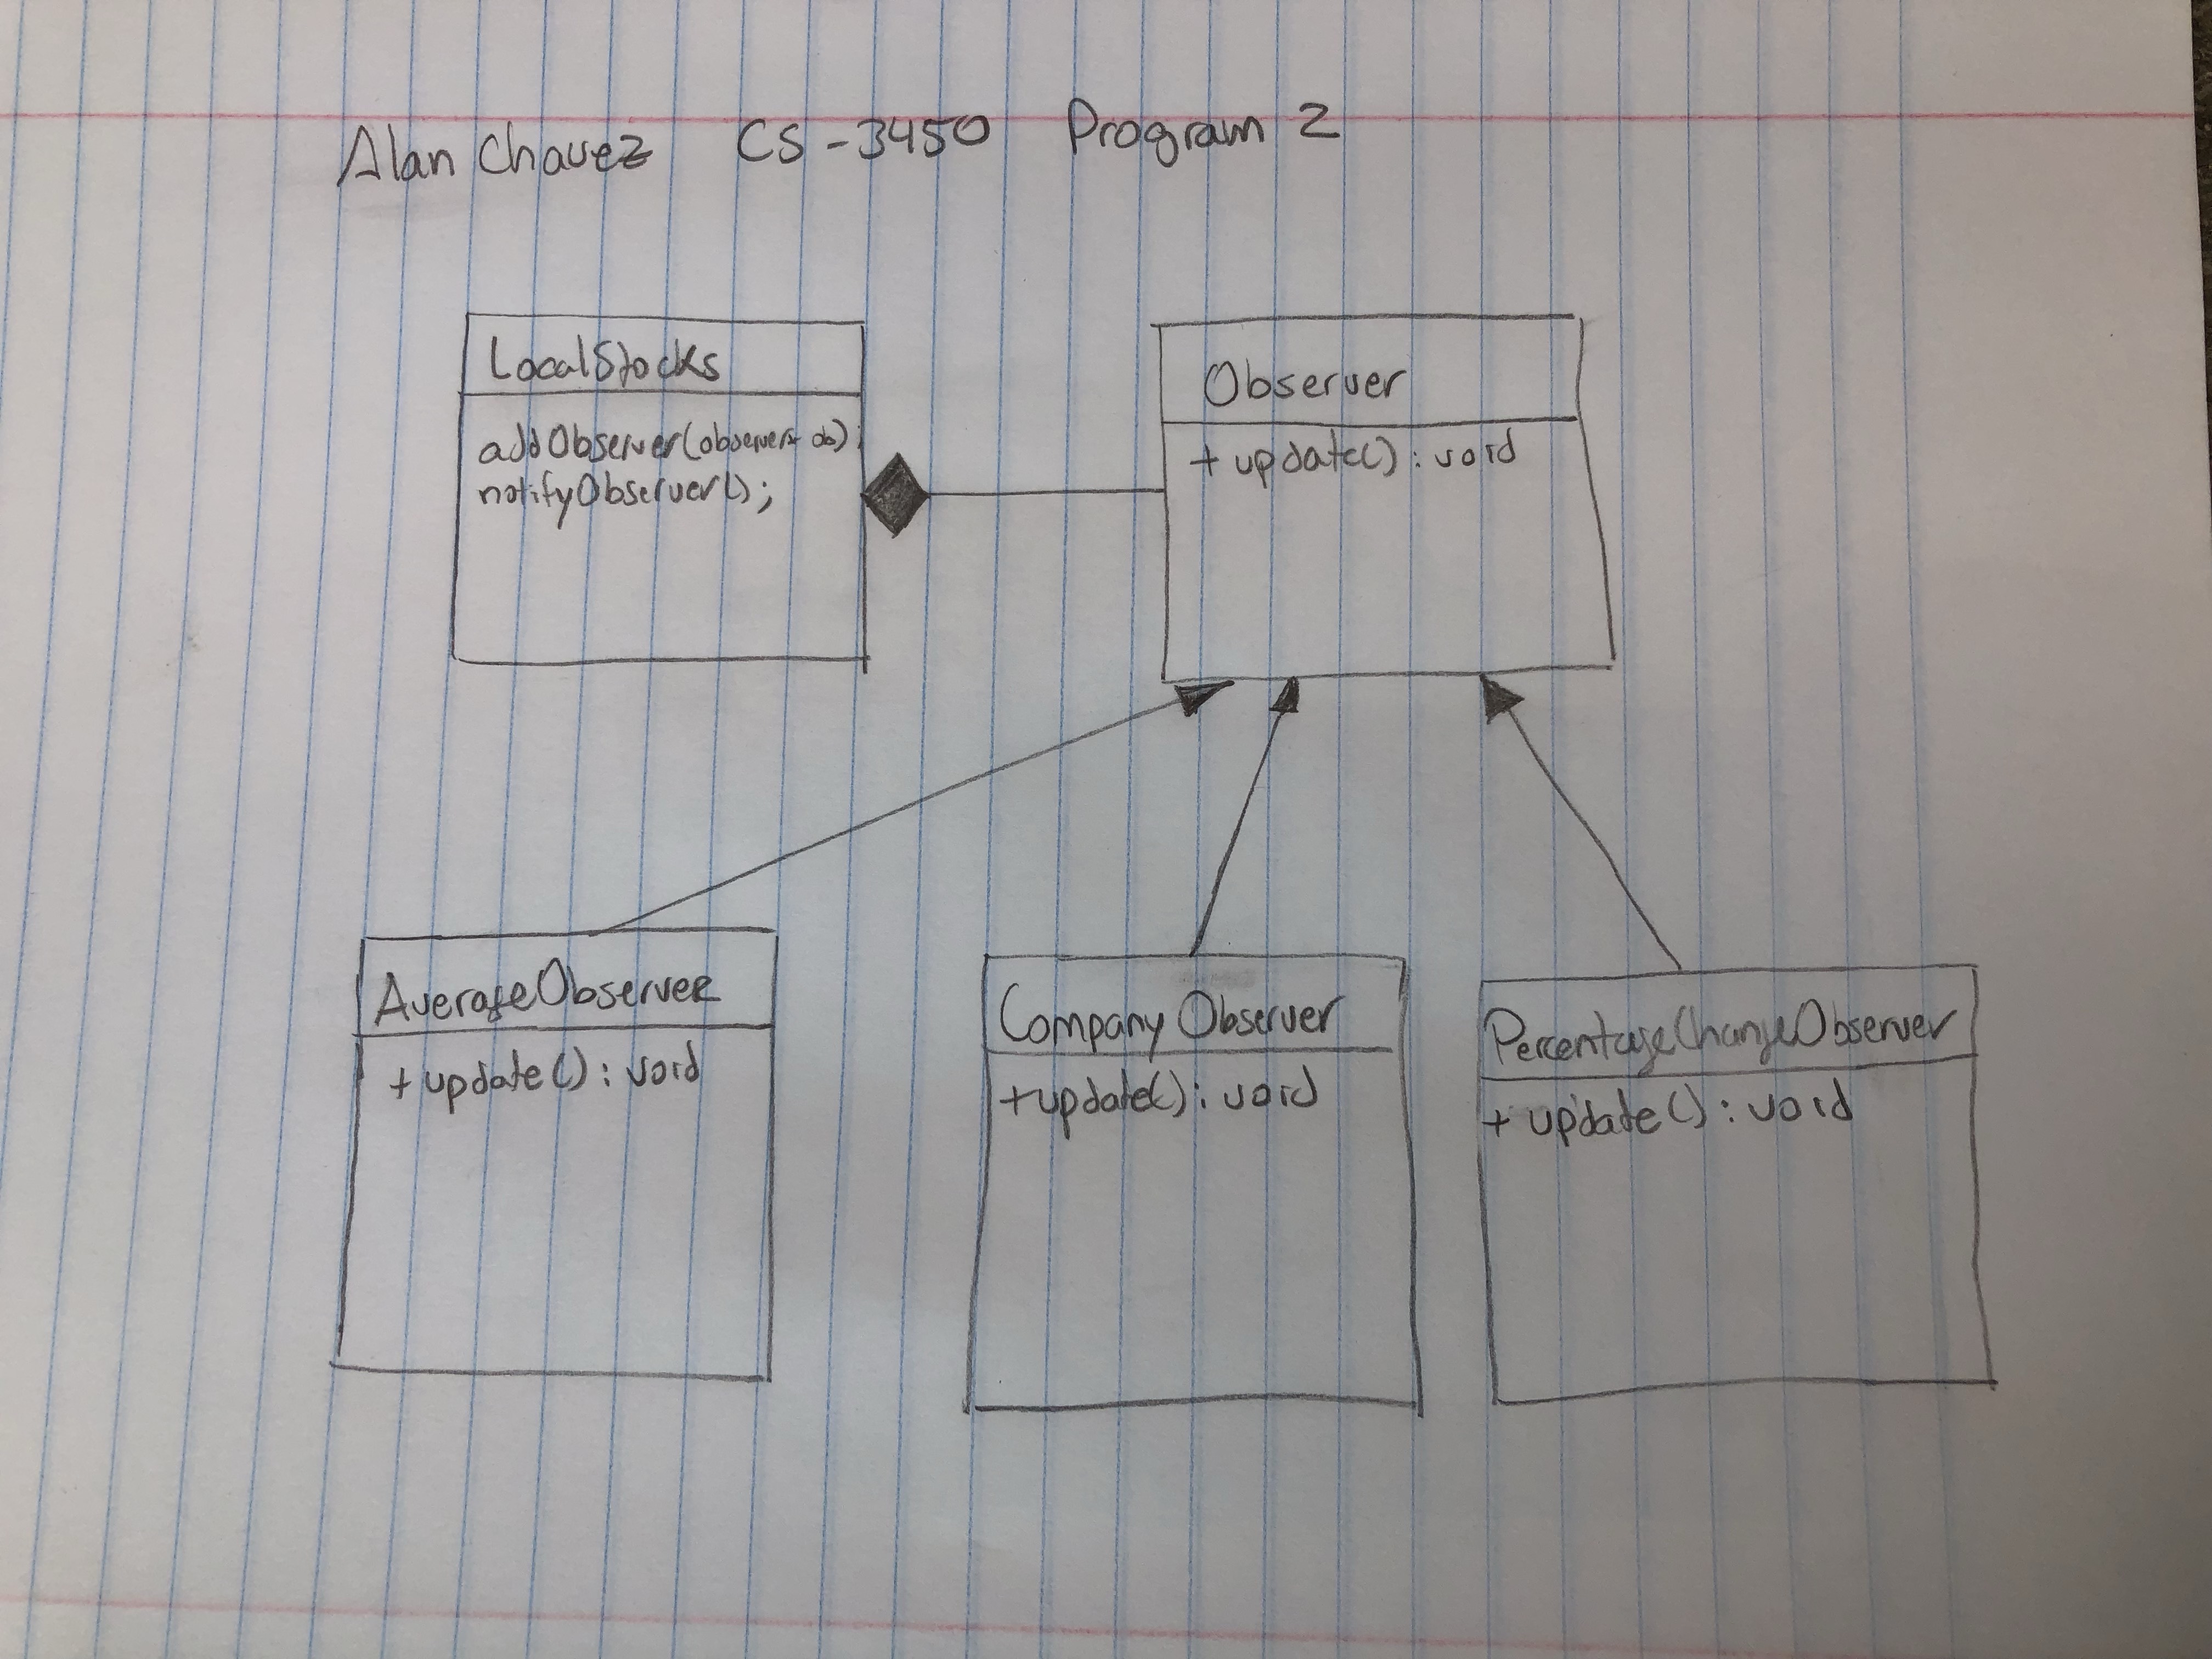 Alan Chavez CS-3450 Program 2
LocalStocks
addObserver(observer* ob);
notifyObserver();
Observer
+ update() : void
AverageObserver
+ update() : void
Company Observer
+ update() : void
PercentageChangeObserver
+ update() : void